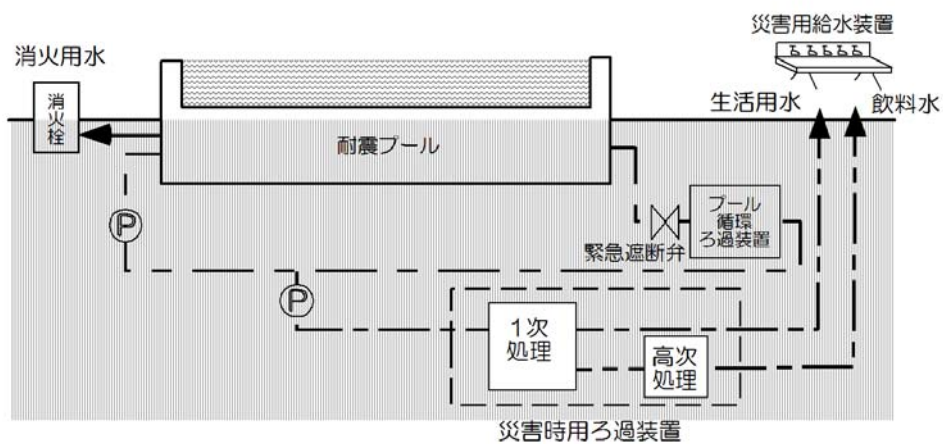 災害用給水装置
消火用水
消火栓
生活用水
飲料水
耐震プール
プール
循環
ろ過装置
緊急遮断弁
P
P
1次
処理
高次
処理
災害時用ろ過装置